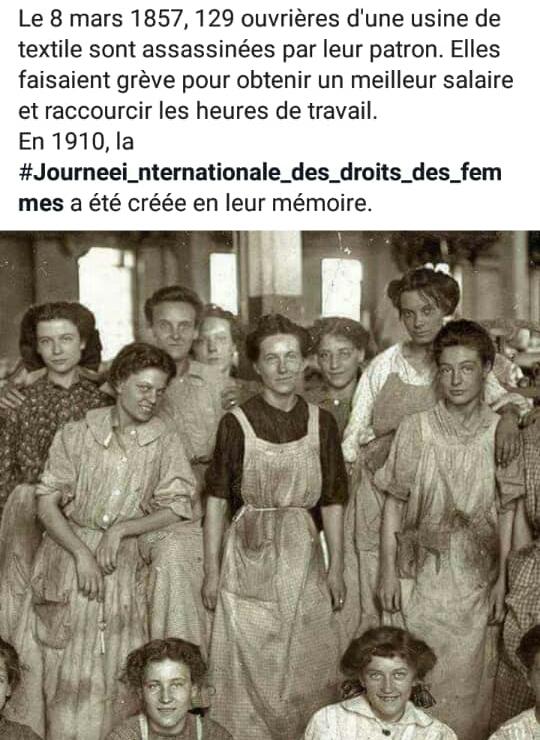 Le 8 mars 1857, 129 ouvrières d'une usine de
textile sont assassinées par leur patron. Elles
faisaient grève pour obtenir un meilleur salaire
et raccourcir les heures de travail.
En 1910, la
#Journeei_nternationale_des_droits_des_fem
mes a été créée en leur mémoire.